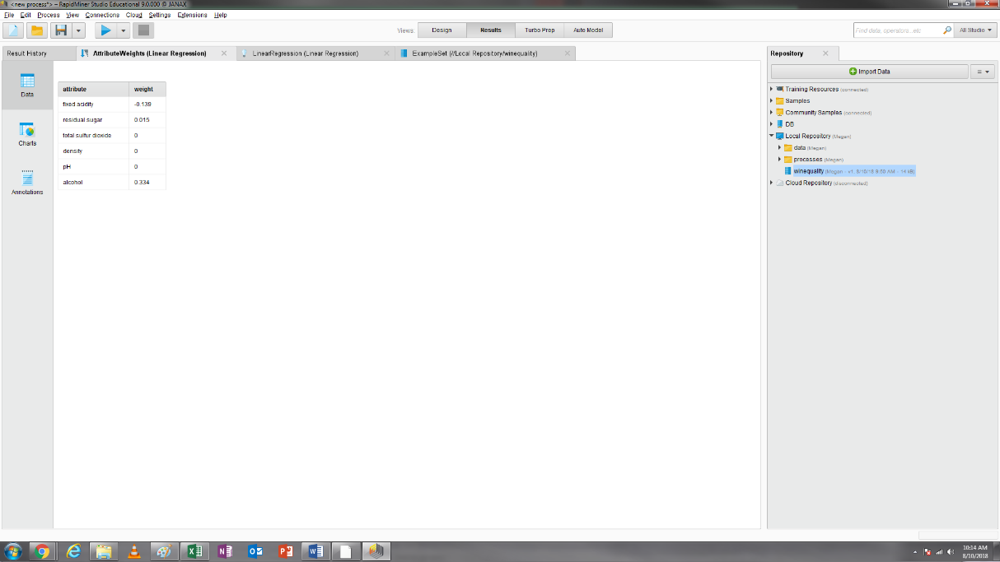 <new process*> – RapidMiner Studio Educational 9.0.000 @ JANAX
File Edit Process View Connections Cloud Settings Extensions Help
Views: Design Results Turbo Prep Auto Model
Find data, operators...etc
All Studio ▼
Result History
AttributeWeights (Linear Regression)
LinearRegression (Linear Regression)
ExampleSet (//Local Repository/winequality)
Data
Charts
Annotations
attribute weight
fixed acidity -0.139
residual sugar 0.015
total sulfur dioxide 0
density 0
pH 0
alcohol 0.334
Repository
Import Data
Training Resources (connected)
Samples
Community Samples (connected)
DB
Local Repository (Megan)
data (Megan)
processes (Megan)
winequality (Megan - v1, 8/10/18 9:50 AM – 14 kB)
Cloud Repository (disconnected)
10:14 AM
8/10/2018